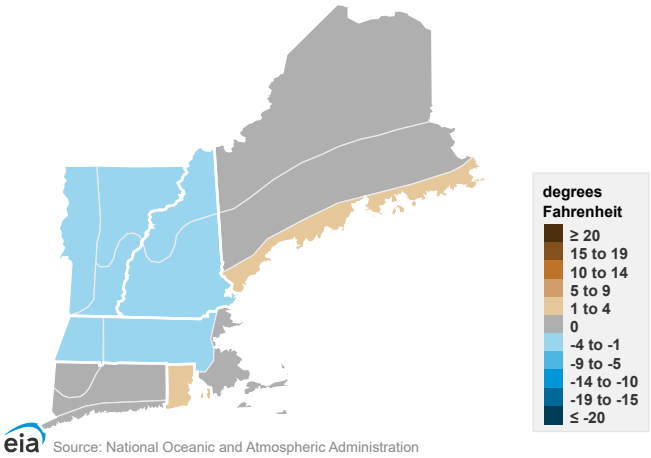 degrees
Fahrenheit
≥ 20
15 to 19
10 to 14
5 to 9
1 to 4
0
-4 to -1
-9 to -5
-14 to -10
-19 to -15
≤ -20
eia
Source: National Oceanic and Atmospheric Administration